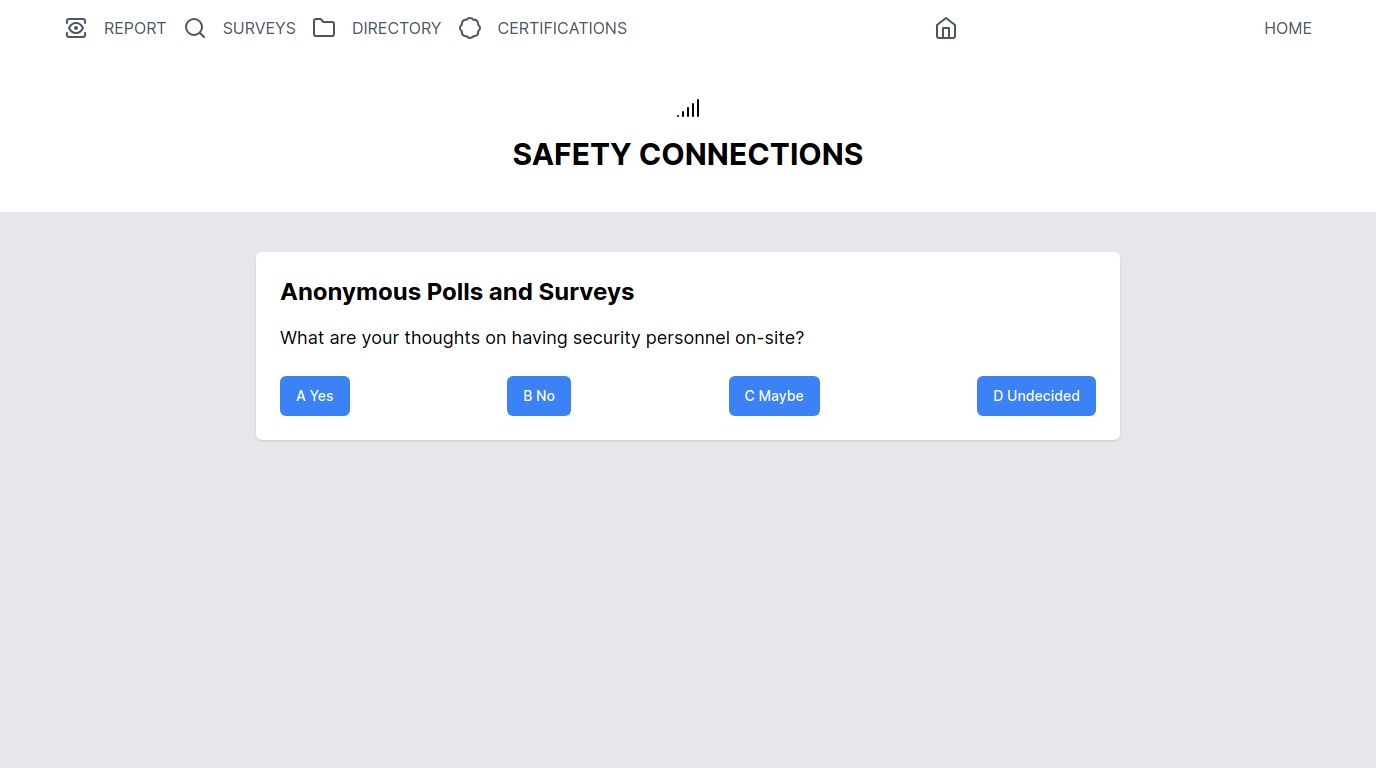 REPORT SURVEYS DIRECTORY CERTIFICATIONS HOME
SAFETY CONNECTIONS
Anonymous Polls and Surveys
What are your thoughts on having security personnel on-site?
A Yes B No C Maybe D Undecided